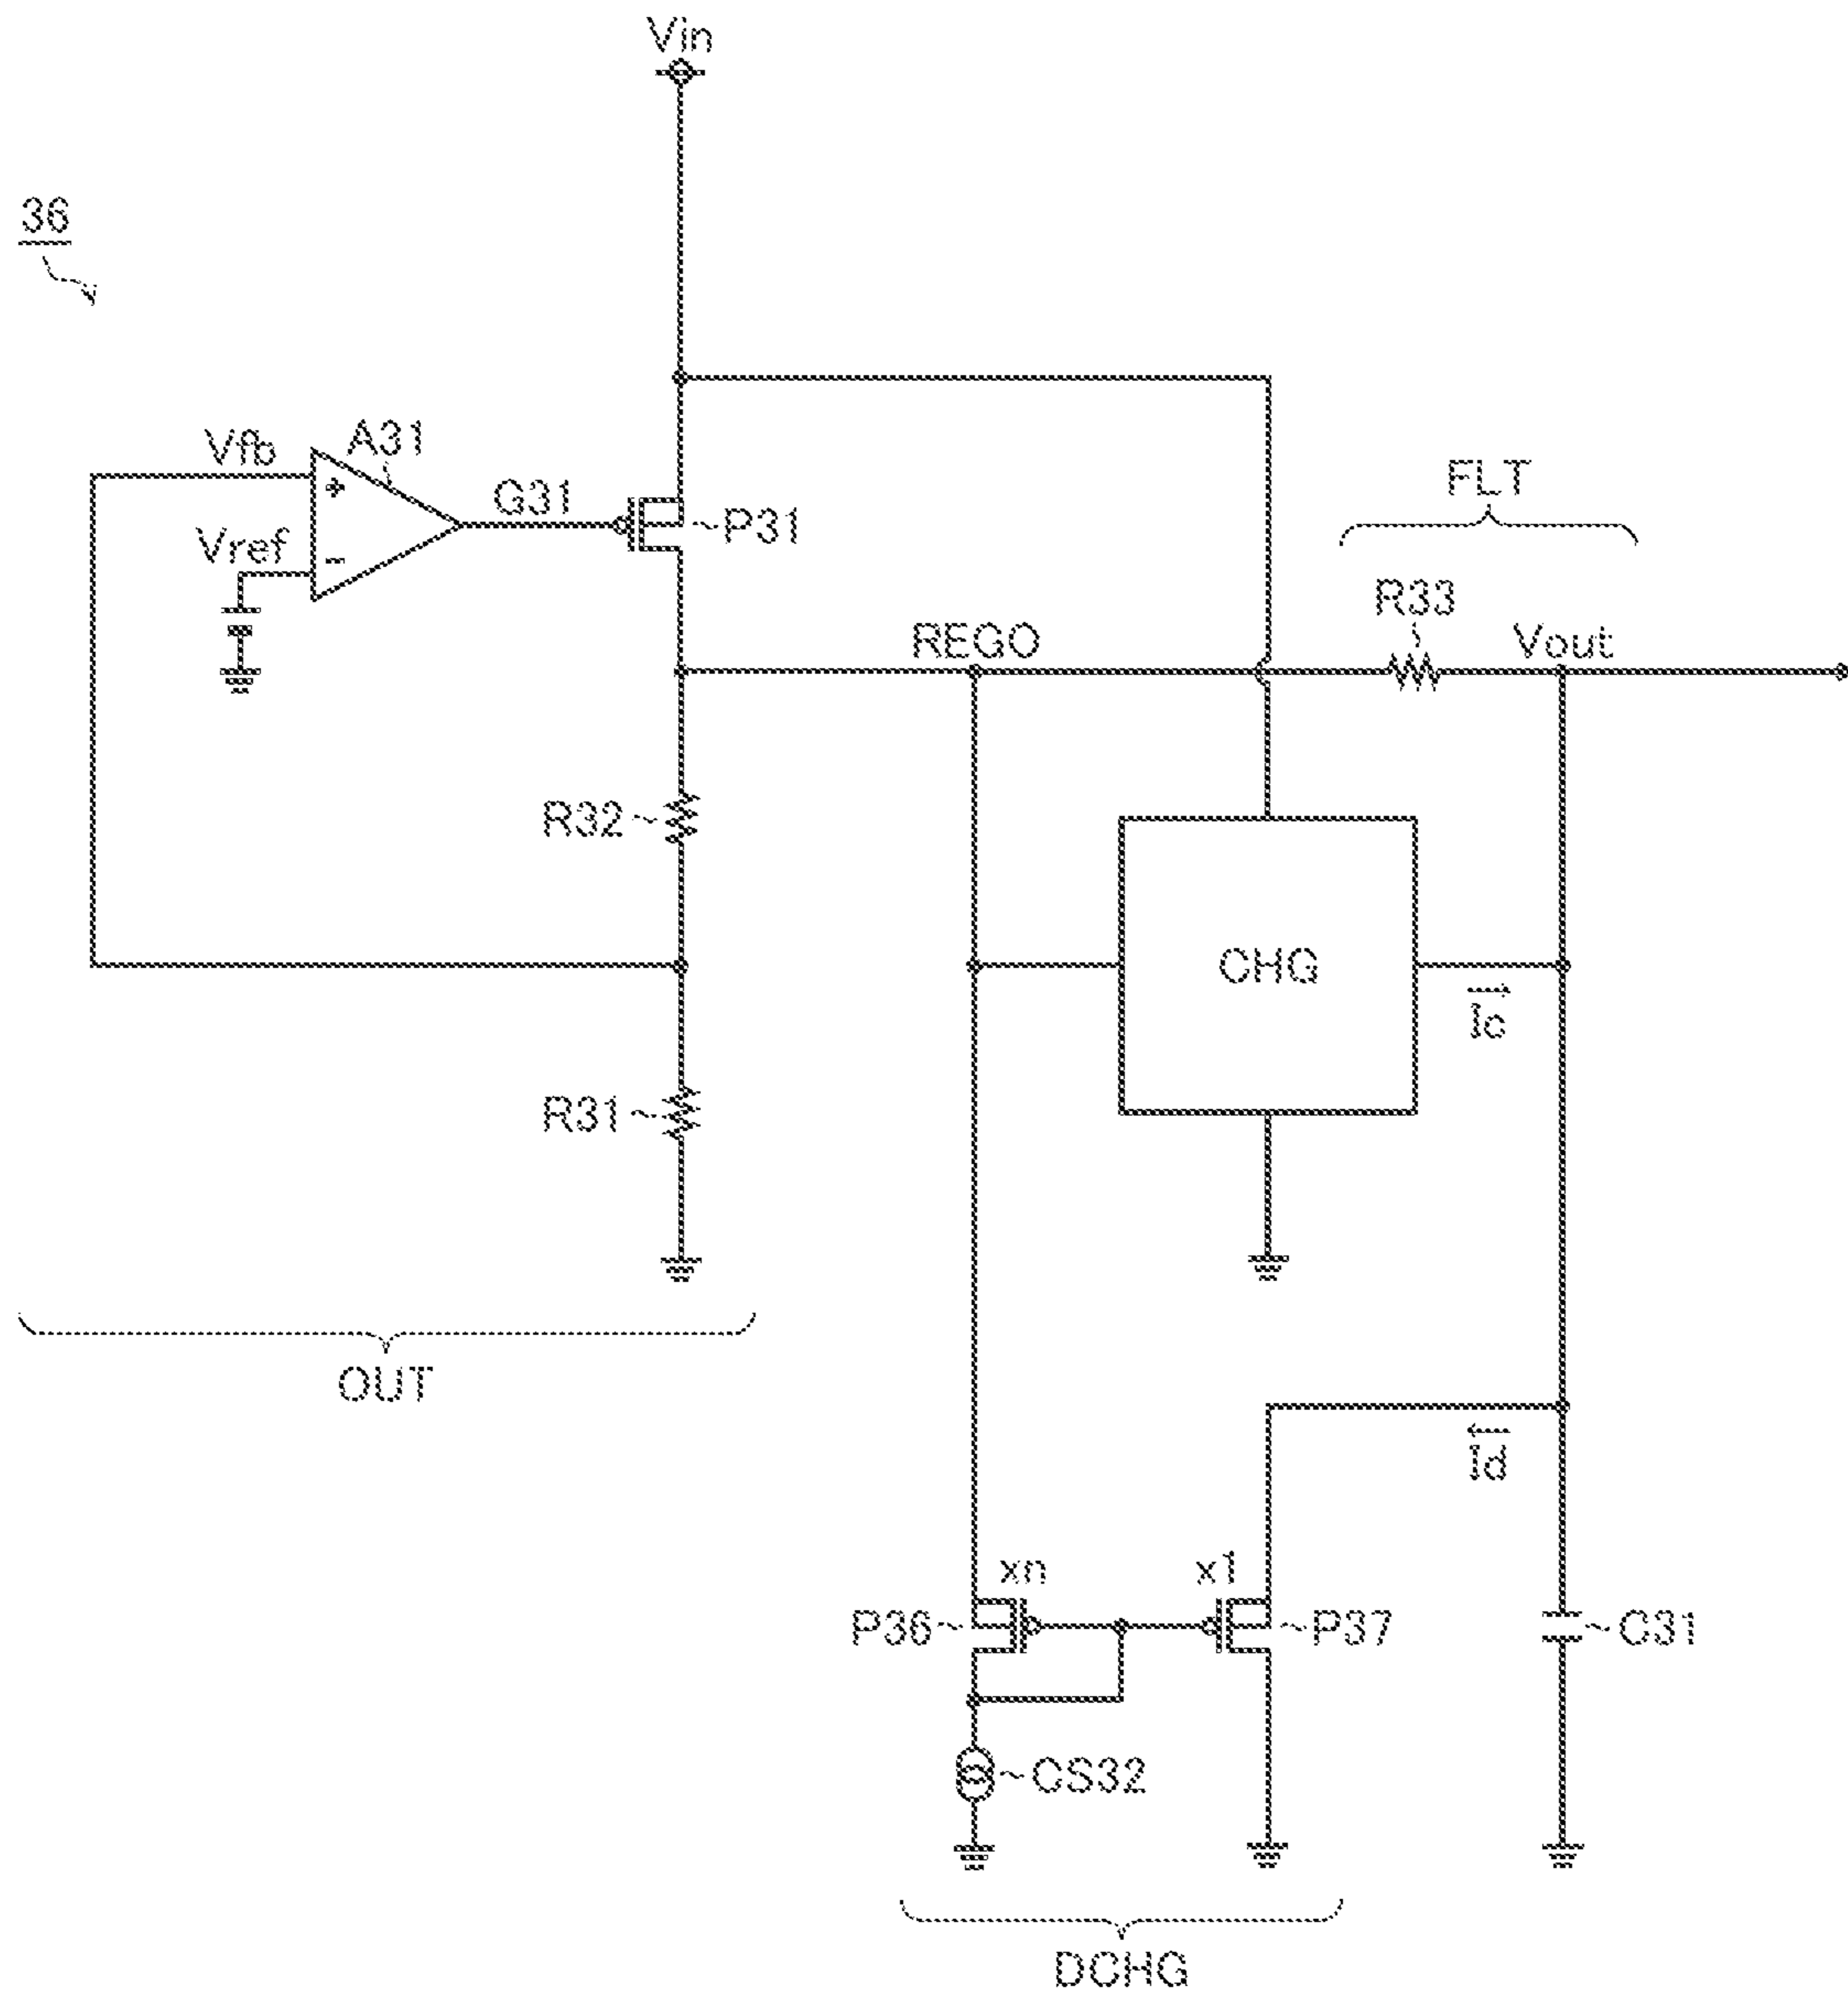 Vin
36
Vfb
A31
G31
P31
Vref
+
-
FLT
R33
REGO
Vout
R32
CHG
Ic
R31
OUT
Id
xn
x1
P36
P37
C31
CS32
DCHG